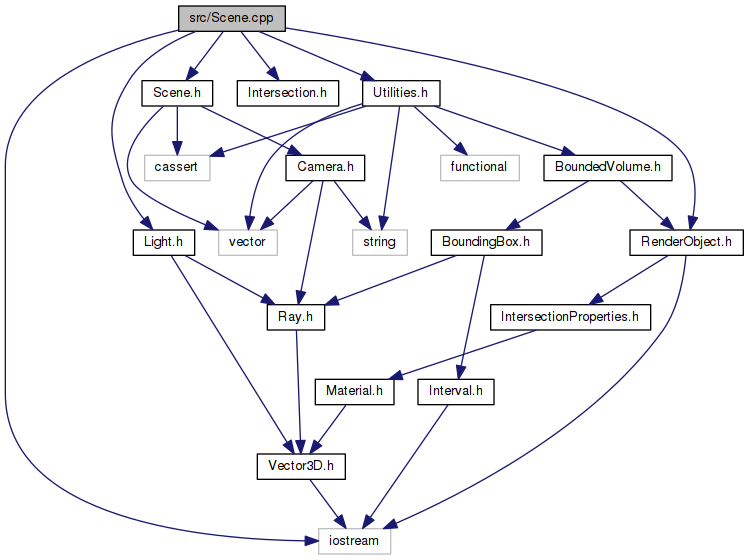 src/Scene.cpp
Scene.h
Intersection.h
Utilities.h
cassert
Camera.h
functional
BoundedVolume.h
Light.h
vector
string
BoundingBox.h
RenderObject.h
Ray.h
IntersectionProperties.h
Material.h
Interval.h
Vector3D.h
iostream